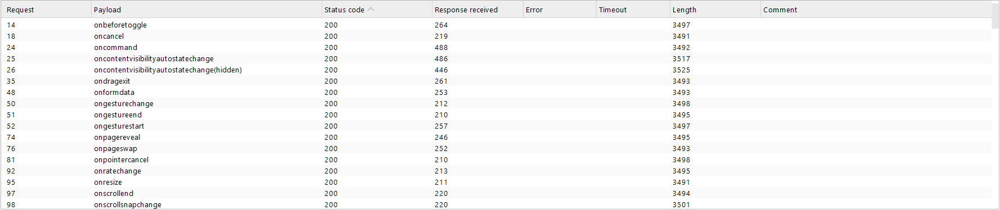 Request Payload Status code Response received Error Timeout Length Comment
14 onbeforetoggle 200 264 3497
18 oncancel 200 219 3491
24 oncommand 200 488 3492
25 oncontentvisibilityautostatechange 200 486 3517
26 oncontentvisibilityautostatechange(hidden) 200 446 3525
35 ondragexit 200 261 3493
48 onformdata 200 253 3493
50 ongesturechange 200 212 3498
51 ongestureend 200 210 3495
52 ongesturestart 200 257 3497
74 onpagereveal 200 246 3495
76 onpageswap 200 252 3493
81 onpointercancel 200 210 3498
92 onratechange 200 213 3495
95 onresize 200 211 3491
97 onscrollend 200 220 3494
98 onscrollsnapchange 200 220 3501